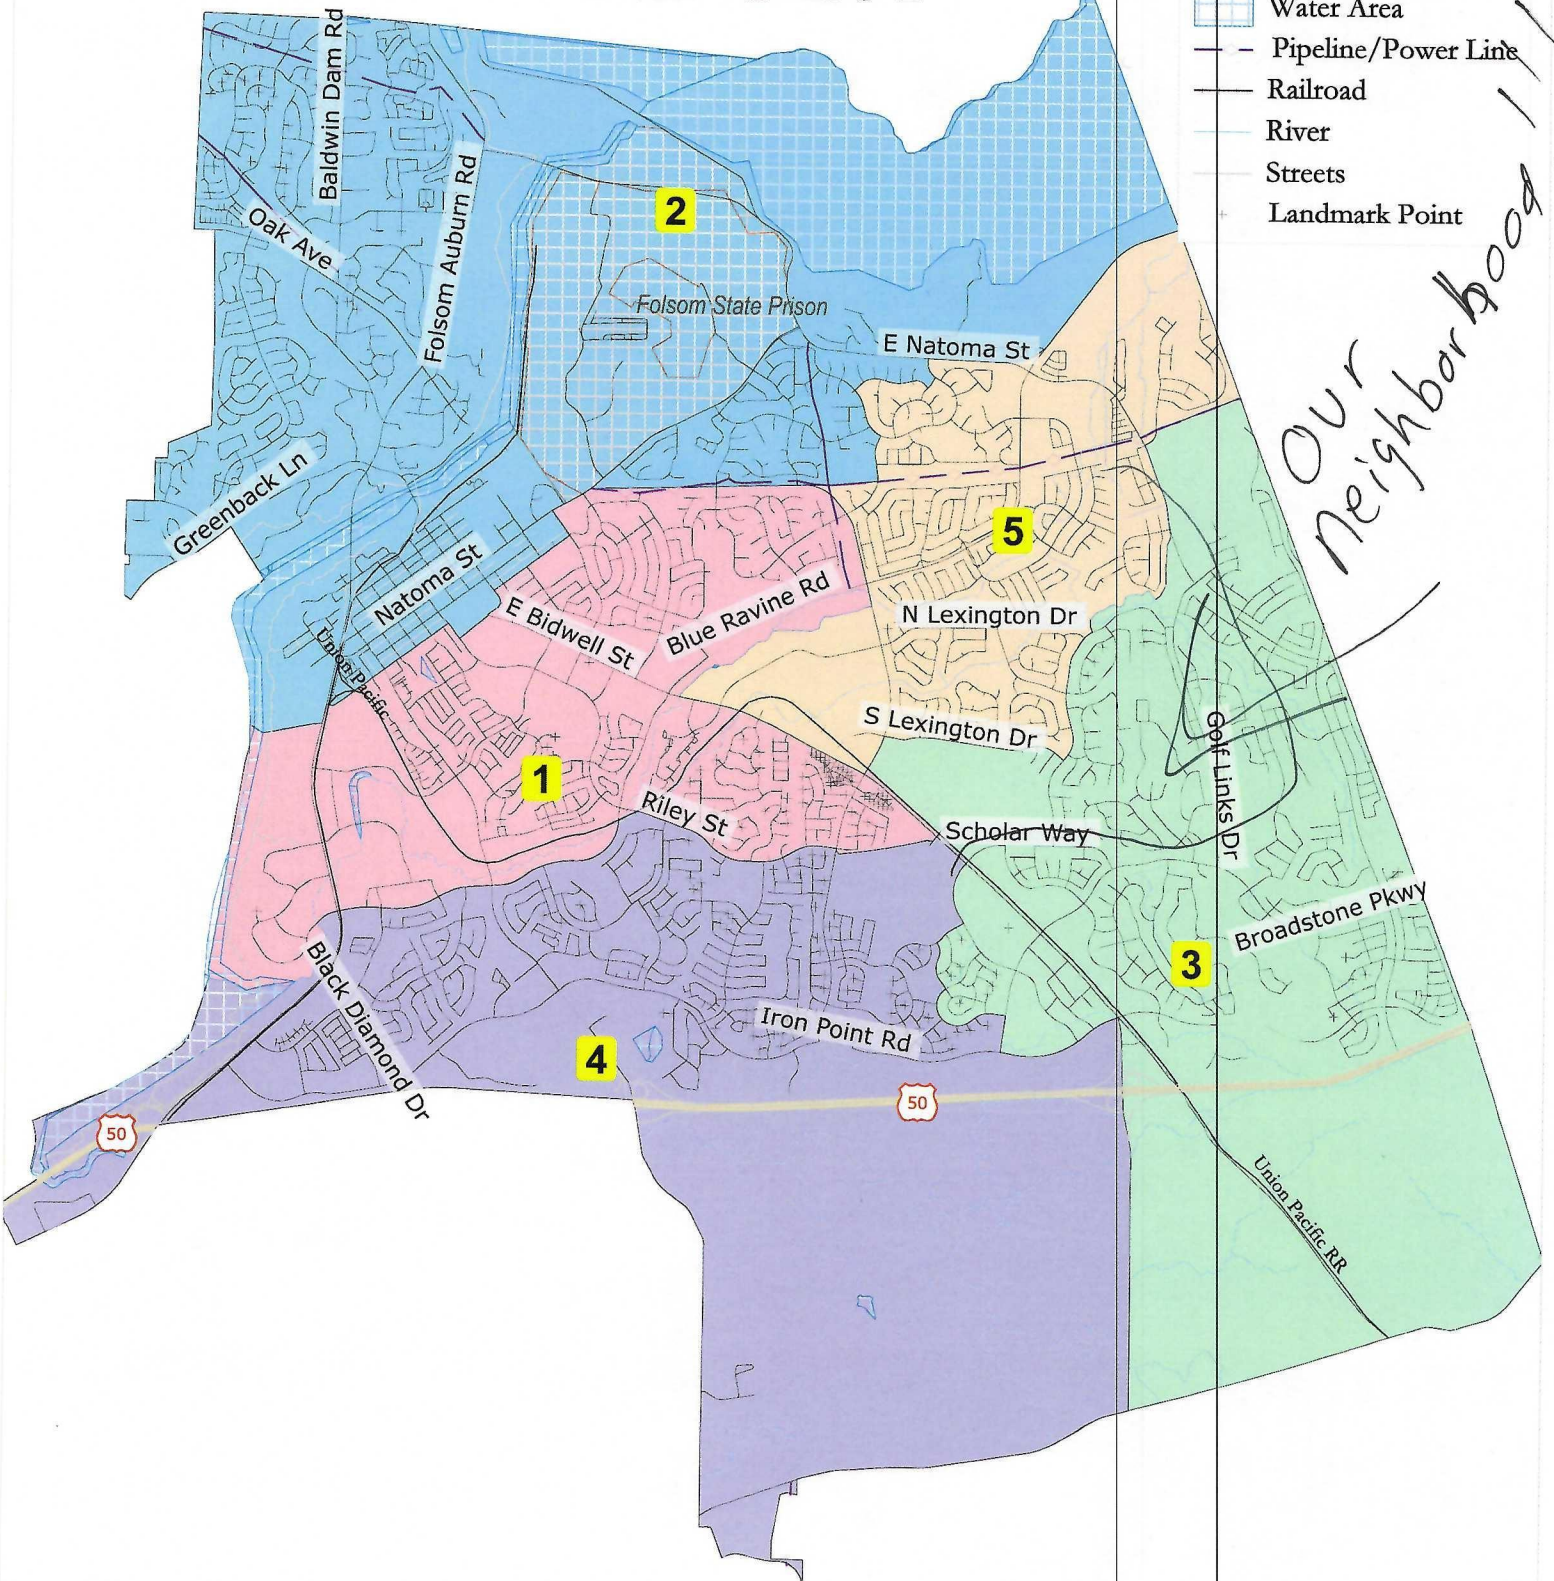 Water Area
Pipeline/Power Line
Railroad
River
Streets
Landmark Point
Baldwin Dam Rd
Oak Ave
Folsom Auburn Rd
2
Folsom State Prison
E Natoma St
our
neighborhood
Greenback Ln
Natoma St
E Bidwell St
Blue Ravine Rd
5
N Lexington Dr
Union Pacific
S Lexington Dr
Golf Links Dr
1
Riley St
Scholar Way
Broadstone Pkwy
3
Black Diamond Dr
Iron Point Rd
4
50
50
Union Pacific RR